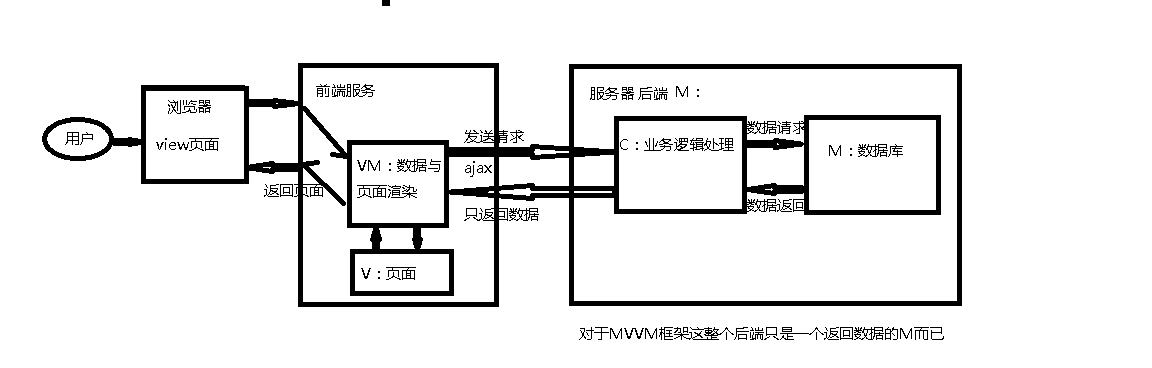 用户
浏览器
view页面
返回页面
前端服务
VM：数据与
页面渲染
V：页面
发送请求
ajax
只返回数据
服务器 后端 M：
C：业务逻辑处理
数据请求
数据返回
M：数据库
对于MVVM框架这整个后端只是一个返回数据的M而已